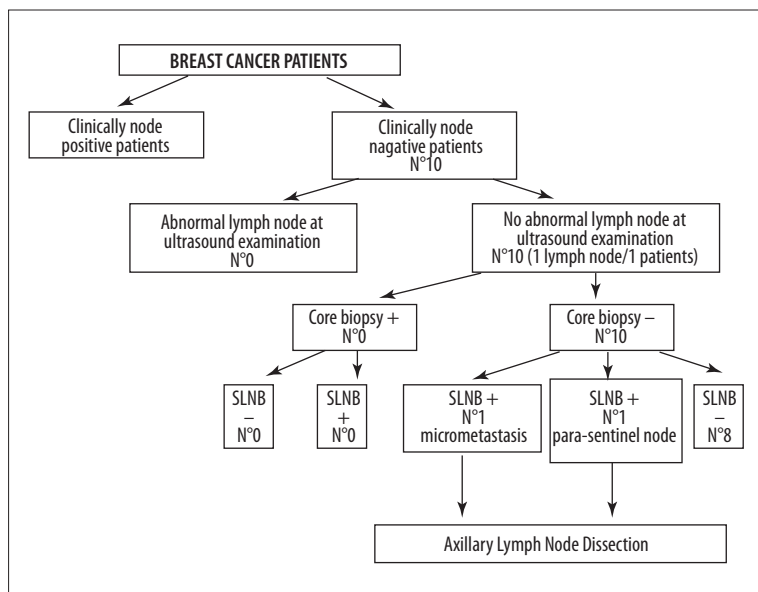 BREAST CANCER PATIENTS
Clinically node
positive patients
Clinically node
nagative patients
N°10
Abnormal lymph node at
ultrasound examination
N°0
No abnormal lymph node at
ultrasound examination
N°10 (1 lymph node/1 patients)
Core biopsy +
N°0
Core biopsy –
N°10
SLNB
–
N°0
SLNB
+
N°0
SLNB +
N°1
micrometastasis
SLNB +
N°1
para-sentinel node
SLNB
–
N°8
Axillary Lymph Node Dissection